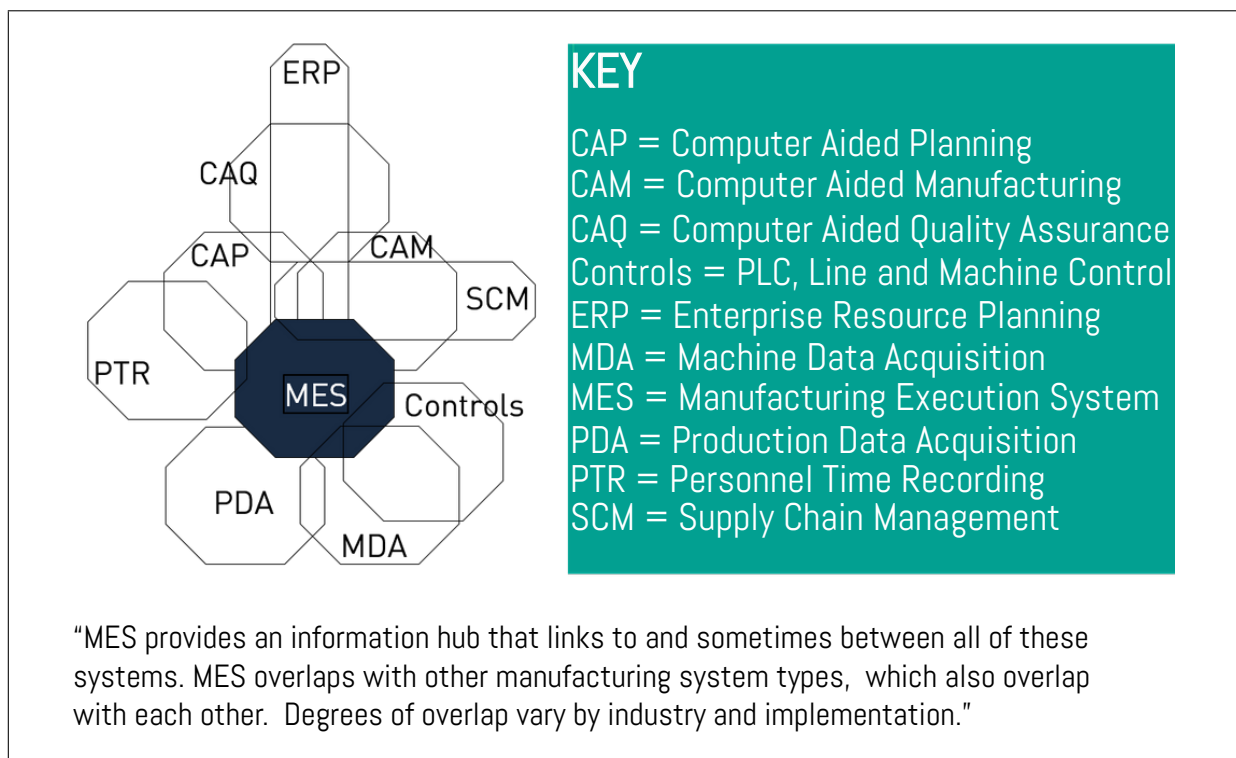 ERP
CAQ
CAP
CAM
SCM
PTR
MES
Controls
PDA
MDA
KEY
CAP = Computer Aided Planning
CAM = Computer Aided Manufacturing
CAQ = Computer Aided Quality Assurance
Controls = PLC, Line and Machine Control
ERP = Enterprise Resource Planning
MDA = Machine Data Acquisition
MES = Manufacturing Execution System
PDA = Production Data Acquisition
PTR = Personnel Time Recording
SCM = Supply Chain Management
“MES provides an information hub that links to and sometimes between all of these
systems. MES overlaps with other manufacturing system types, which also overlap
with each other. Degrees of overlap vary by industry and implementation.”